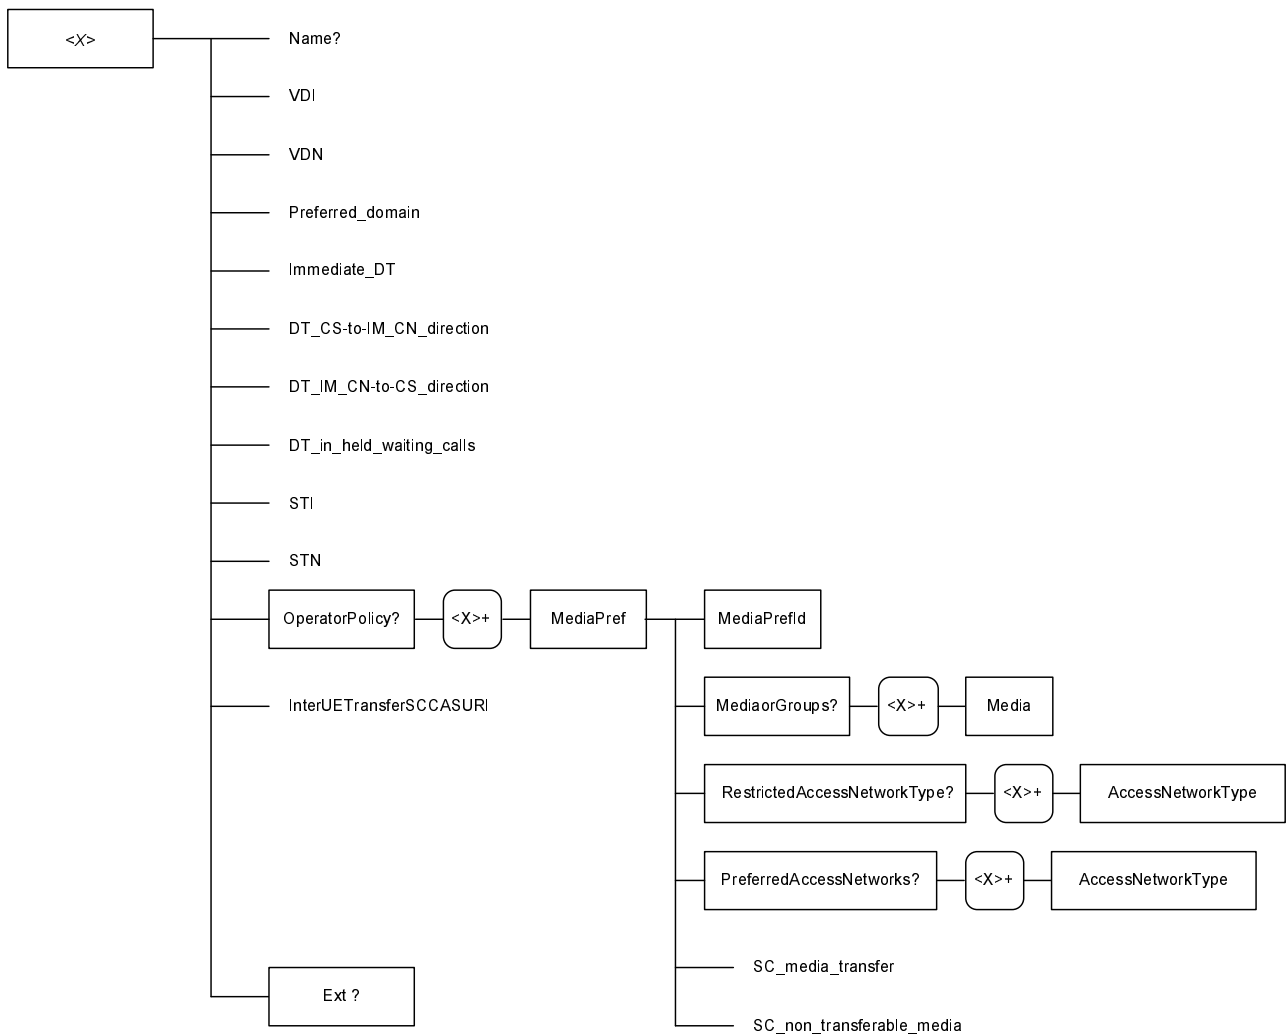 <X>
Name?
VDI
VDN
Preferred_domain
Immediate_DT
DT_CS-to-IM_CN_direction
DT_IM_CN-to-CS_direction
DT_in_held_waiting_calls
STI
STN
OperatorPolicy? <X>+ MediaPref MediaPrefId
InterUETransferSCCASURI MediaorGroups? <X>+ Media
RestrictedAccessNetworkType? <X>+ AccessNetworkType
PreferredAccessNetworks? <X>+ AccessNetworkType
SC_media_transfer
Ext ?
SC_non_transferable_media